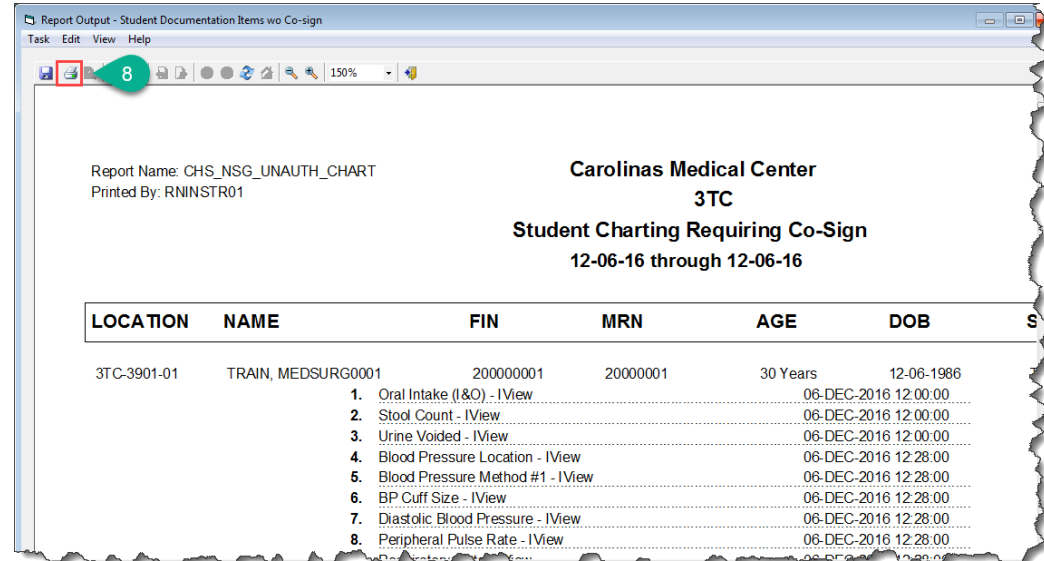 Report Output - Student Documentation Items wo Co-sign
Task Edit View Help
8 150%
Report Name: CHS_NSG_UNAUTH_CHART
Printed By: RNINSTR01
Carolinas Medical Center
3TC
Student Charting Requiring Co-Sign
12-06-16 through 12-06-16
LOCATION NAME FIN MRN AGE DOB S
3TC-3901-01 TRAIN, MEDSURG0001 200000001 20000001 30 Years 12-06-1986
1. Oral Intake (I&O) - IView 06-DEC-2016 12:00:00
2. Stool Count - IView 06-DEC-2016 12:00:00
3. Urine Voided - IView 06-DEC-2016 12:00:00
4. Blood Pressure Location - IView 06-DEC-2016 12:28:00
5. Blood Pressure Method #1 - IView 06-DEC-2016 12:28:00
6. BP Cuff Size - IView 06-DEC-2016 12:28:00
7. Diastolic Blood Pressure - IView 06-DEC-2016 12:28:00
8. Peripheral Pulse Rate - IView 06-DEC-2016 12:28:00